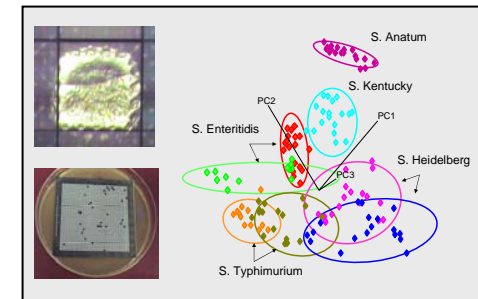 S. Anatum
S. Kentucky
PC2
PC1
S. Enteritidis
S. Heidelberg
PC3
S. Typhimurium